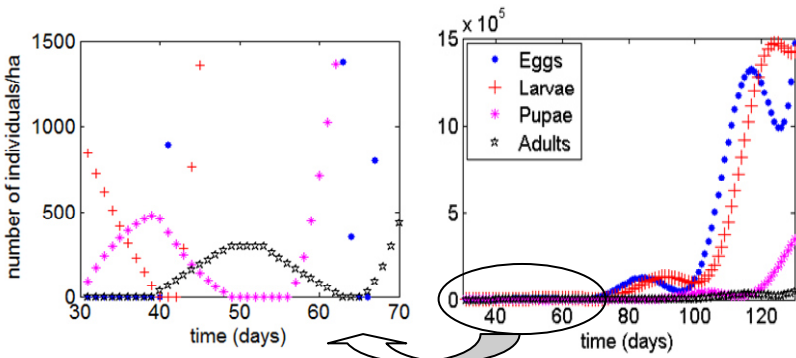 number of individuals/ha
1500
1000
500
0
30
40
50
60
70
time (days)
x 10^5
15
10
5
0
40
60
80
100
120
time (days)
Eggs
Larvae
Pupae
Adults